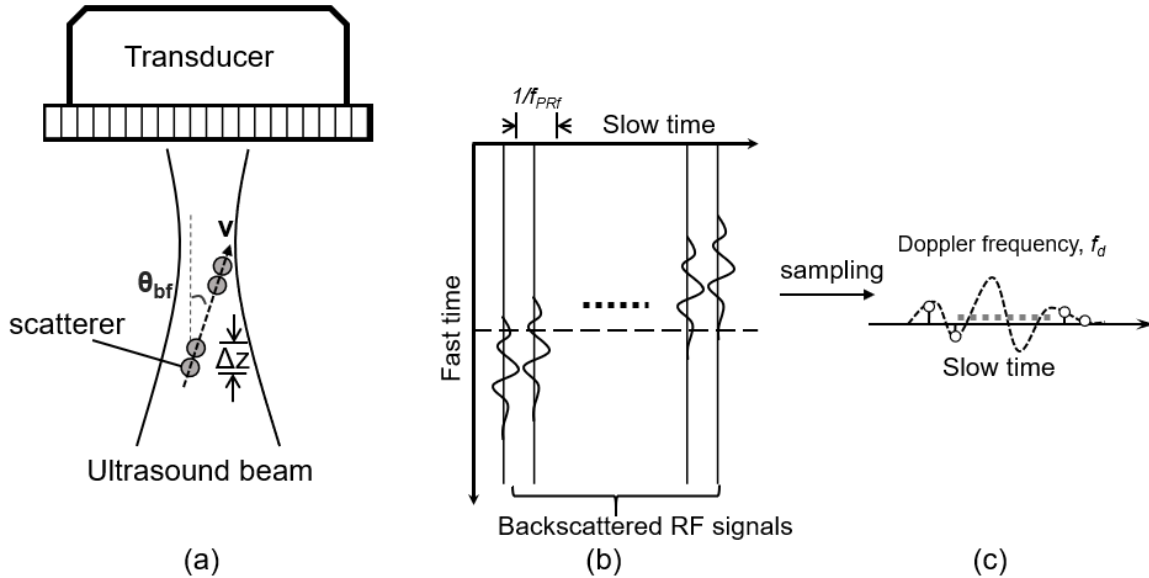 Transducer
v
θbf
scatterer
Δz
Ultrasound beam
(a)
1/fPRf
Slow time
Fast time
Backscattered RF signals
(b)
sampling
Doppler frequency, fd
Slow time
(c)